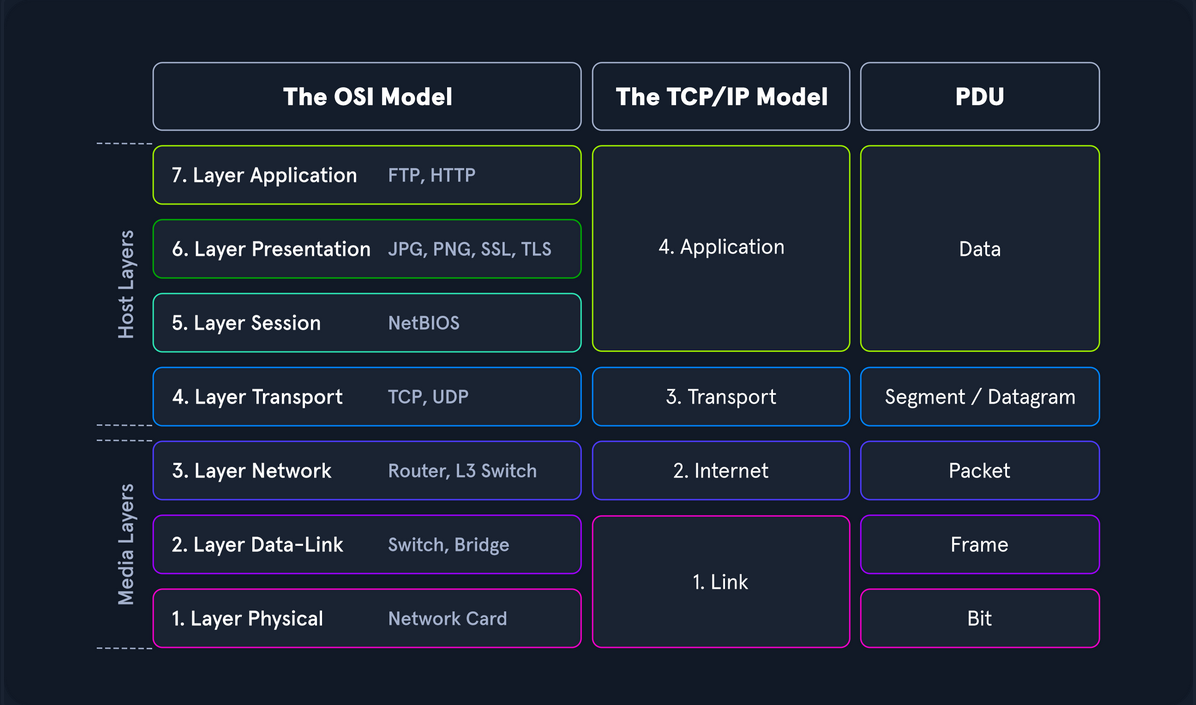 The OSI Model
The TCP/IP Model
PDU
Host Layers
7. Layer Application FTP, HTTP
6. Layer Presentation JPG, PNG, SSL, TLS
5. Layer Session NetBIOS
4. Application
Data
4. Layer Transport TCP, UDP
3. Transport
Segment / Datagram
Media Layers
3. Layer Network Router, L3 Switch
2. Internet
Packet
2. Layer Data-Link Switch, Bridge
Frame
1. Link
1. Layer Physical Network Card
Bit